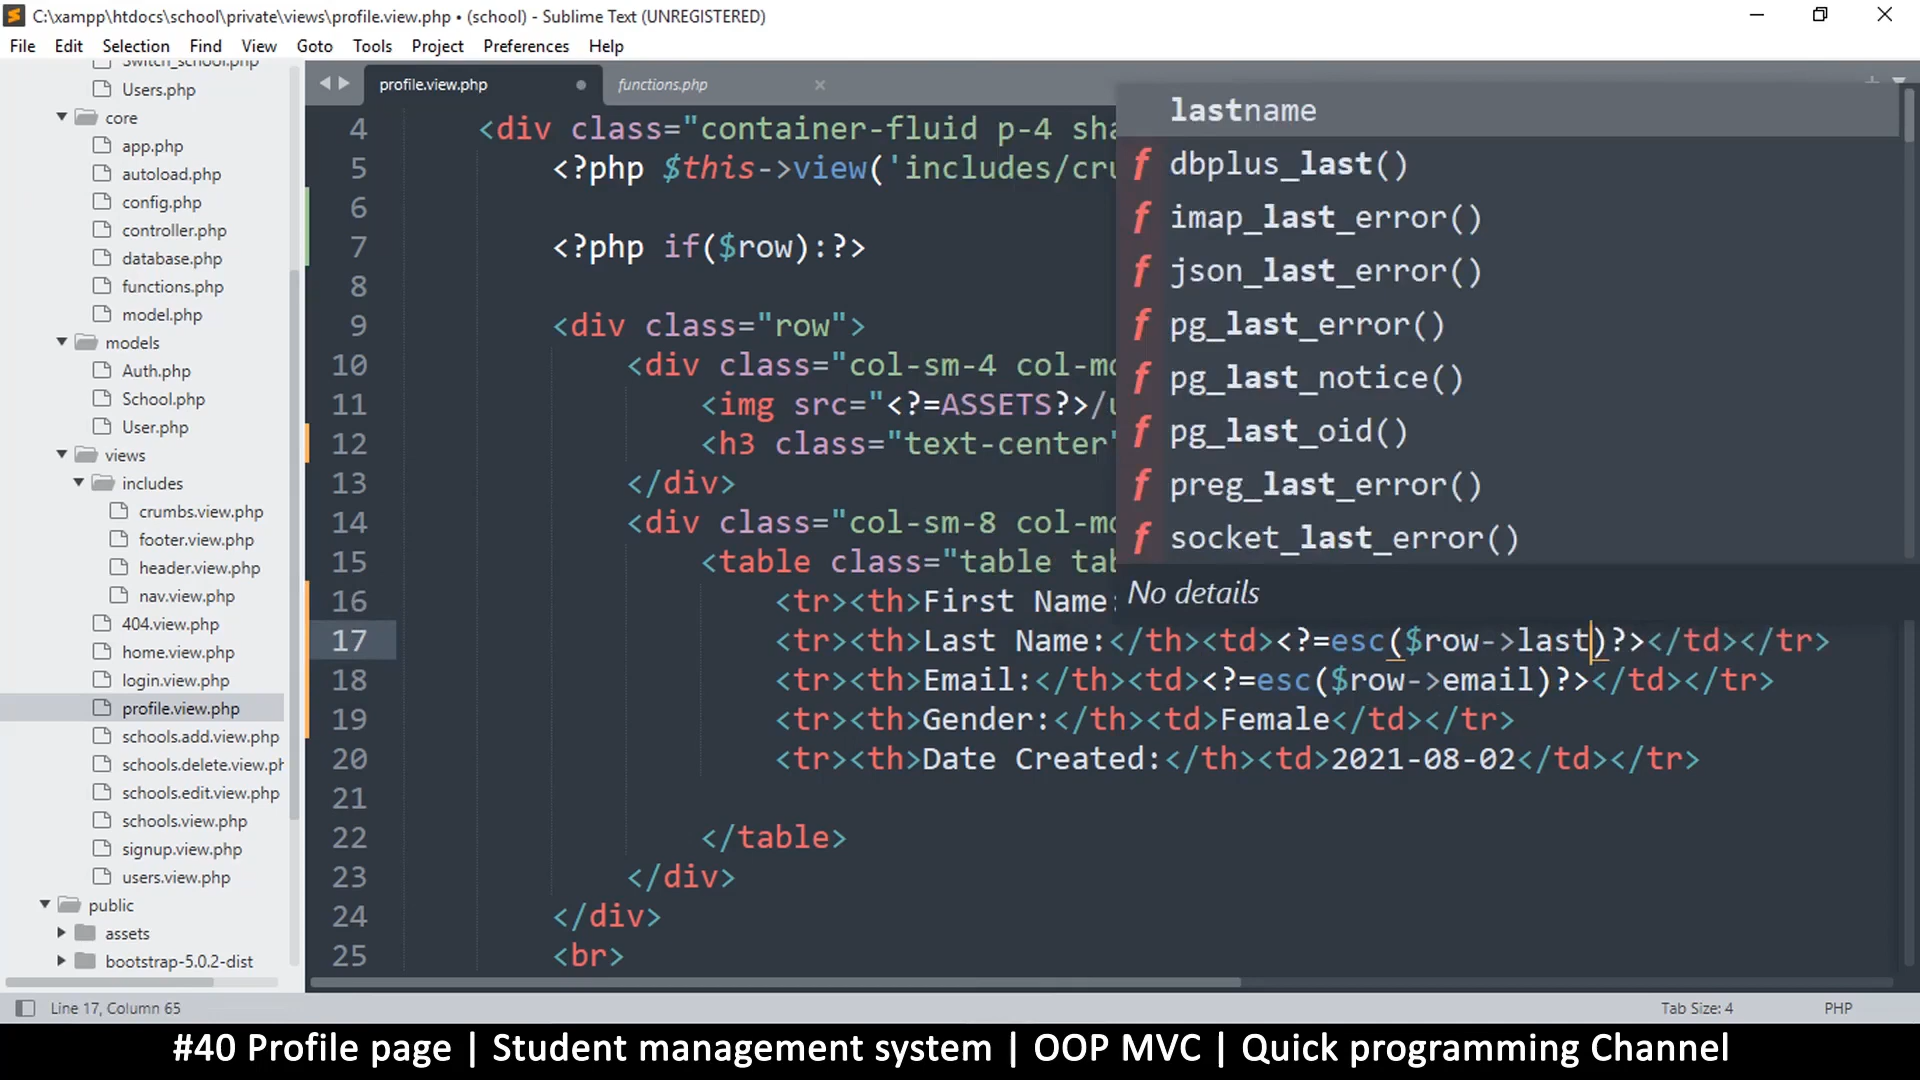 C:\xampp\htdocs\school\private\views\profile.view.php • (school) - Sublime Text (UNREGISTERED)
File Edit Selection Find View Goto Tools Project Preferences Help
Switch_school.php
Users.php
core
app.php
autoload.php
config.php
controller.php
database.php
functions.php
model.php
models
Auth.php
School.php
User.php
views
includes
crumbs.view.php
footer.view.php
header.view.php
nav.view.php
404.view.php
home.view.php
login.view.php
profile.view.php
schools.add.view.php
schools.delete.view.ph
schools.edit.view.php
schools.view.php
signup.view.php
users.view.php
public
assets
bootstrap-5.0.2-dist
profile.view.php functions.php
4 <div class="container-fluid p-4 sha
5 <?php $this->view('includes/cru
6
7 <?php if($row):?>
8
9 <div class="row">
10 <div class="col-sm-4 col-md
11 <img src="<?=ASSETS?>/u
12 <h3 class="text-center"
13 </div>
14 <div class="col-sm-8 col-md
15 <table class="table tab
16 <tr><th>First Name:
17 <tr><th>Last Name:</th><td><?=esc($row->last)?></td></tr>
18 <tr><th>Email:</th><td><?=esc($row->email)?></td></tr>
19 <tr><th>Gender:</th><td>Female</td></tr>
20 <tr><th>Date Created:</th><td>2021-08-02</td></tr>
21
22 </table>
23 </div>
24 </div>
25 <br>
lastname
f dbplus_last()
f imap_last_error()
f json_last_error()
f pg_last_error()
f pg_last_notice()
f pg_last_oid()
f preg_last_error()
f socket_last_error()
No details
Line 17, Column 65 Tab Size: 4 PHP
#40 Profile page | Student management system | OOP MVC | Quick programming Channel